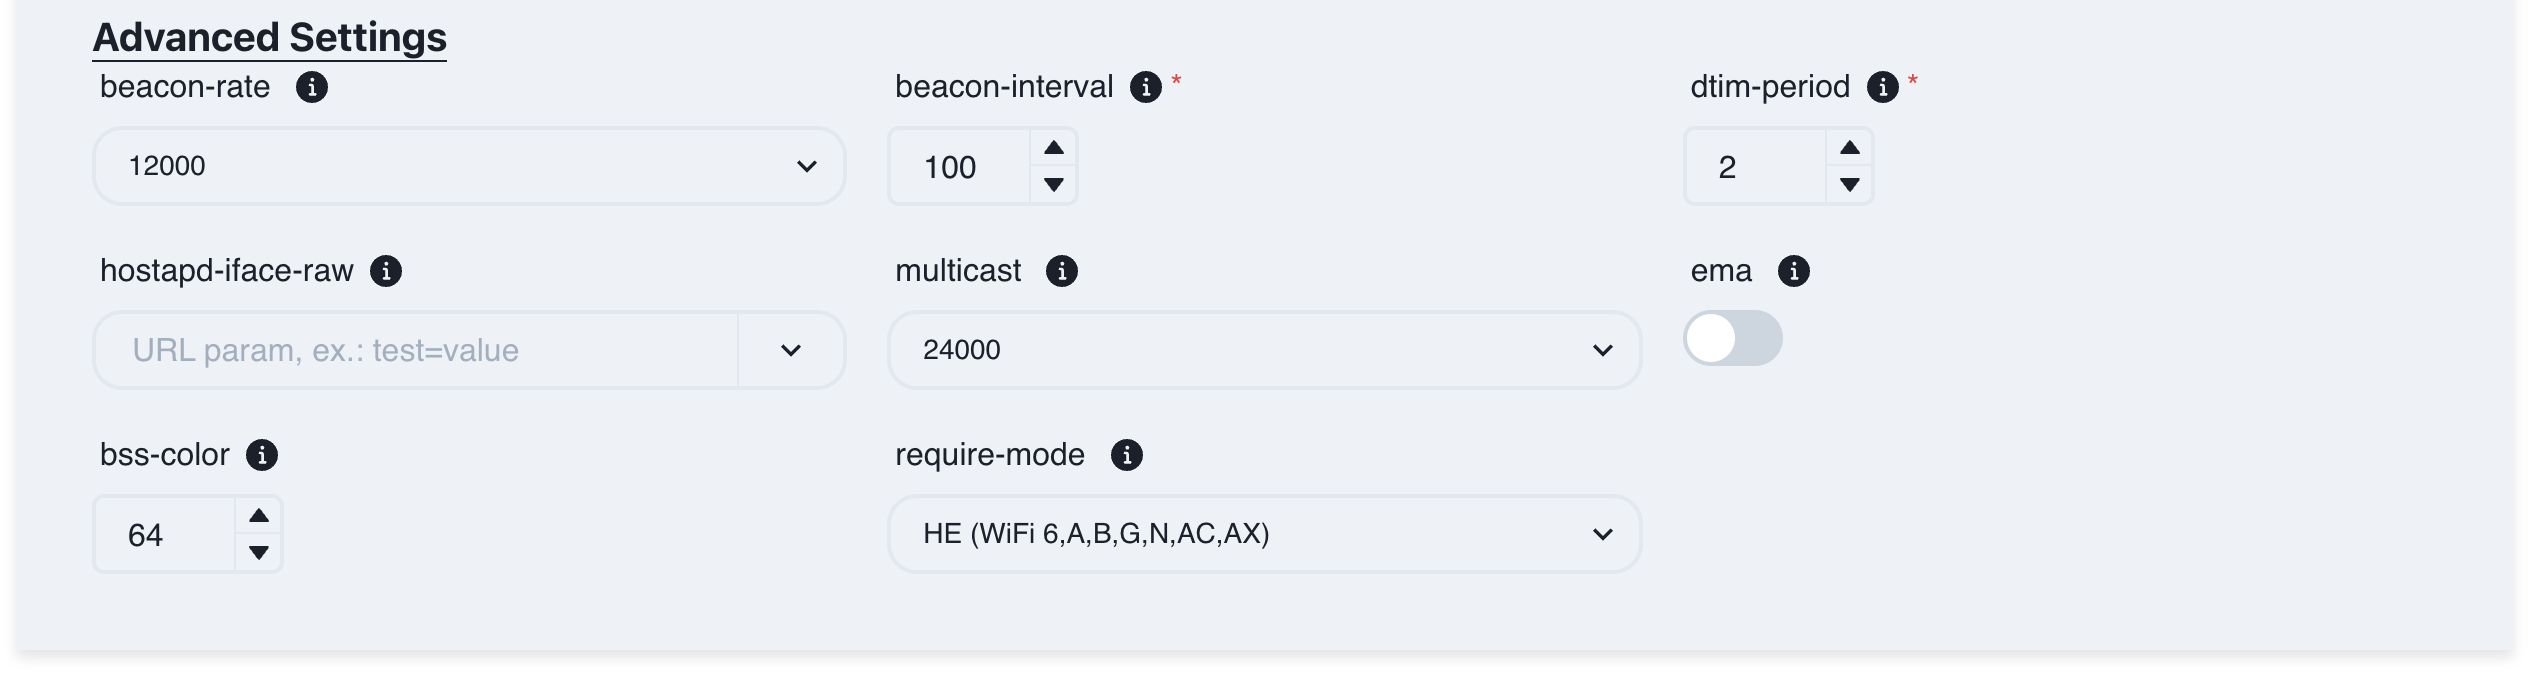 Advanced Settings
beacon-rate
beacon-interval *
dtim-period *
12000
100
2
hostapd-iface-raw
multicast
ema
URL param, ex.: test=value
24000
bss-color
require-mode
64
HE (WiFi 6,A,B,G,N,AC,AX)